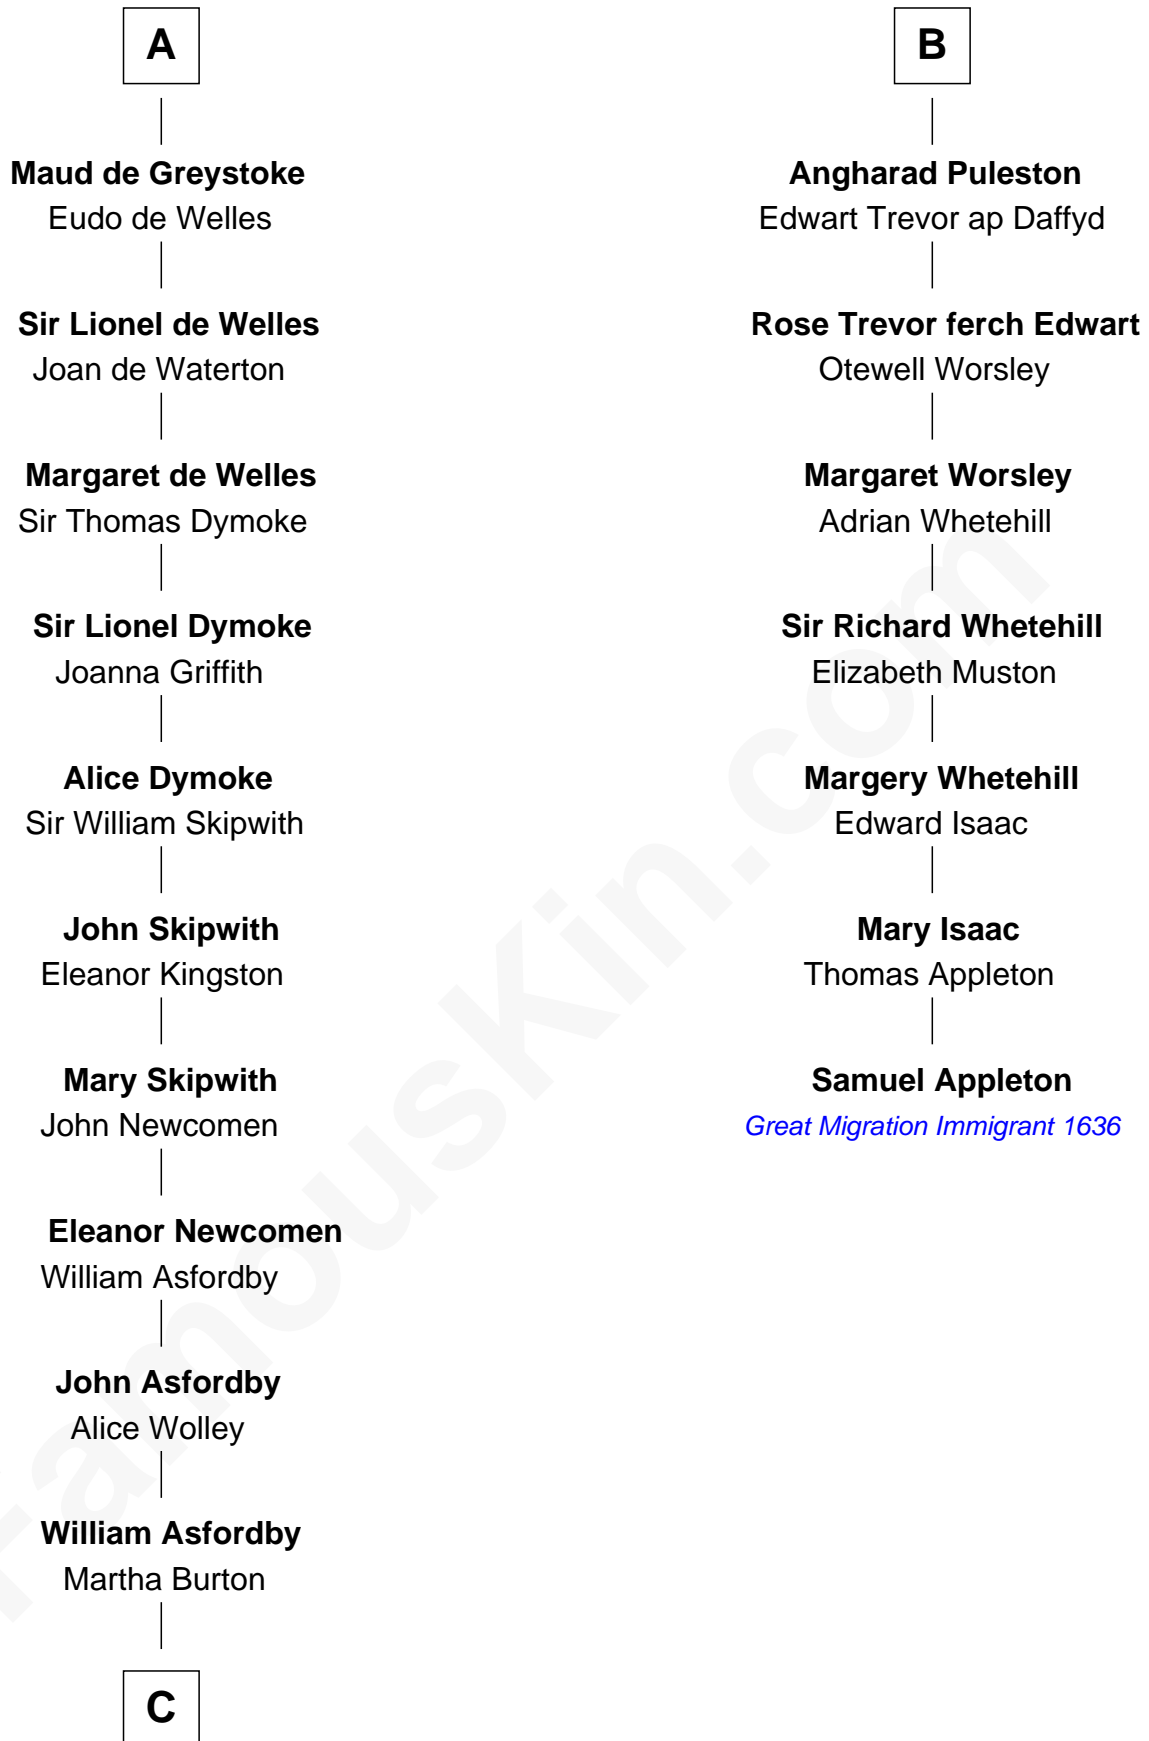 A
Maud de Greystoke
Eudo de Welles
Sir Lionel de Welles
Joan de Waterton
Margaret de Welles
Sir Thomas Dymoke
Sir Lionel Dymoke
Joanna Griffith
Alice Dymoke
Sir William Skipwith
John Skipwith
Eleanor Kingston
Mary Skipwith
John Newcomen
Eleanor Newcomen
William Asfordby
John Asfordby
Alice Wolley
William Asfordby
Martha Burton
C
B
Angharad Puleston
Edwart Trevor ap Daffyd
Rose Trevor ferch Edwart
Otewell Worsley
Margaret Worsley
Adrian Whetehill
Sir Richard Whetehill
Elizabeth Muston
Margery Whetehill
Edward Isaac
Mary Isaac
Thomas Appleton
Samuel Appleton
Great Migration Immigrant 1636
FamousKin.com